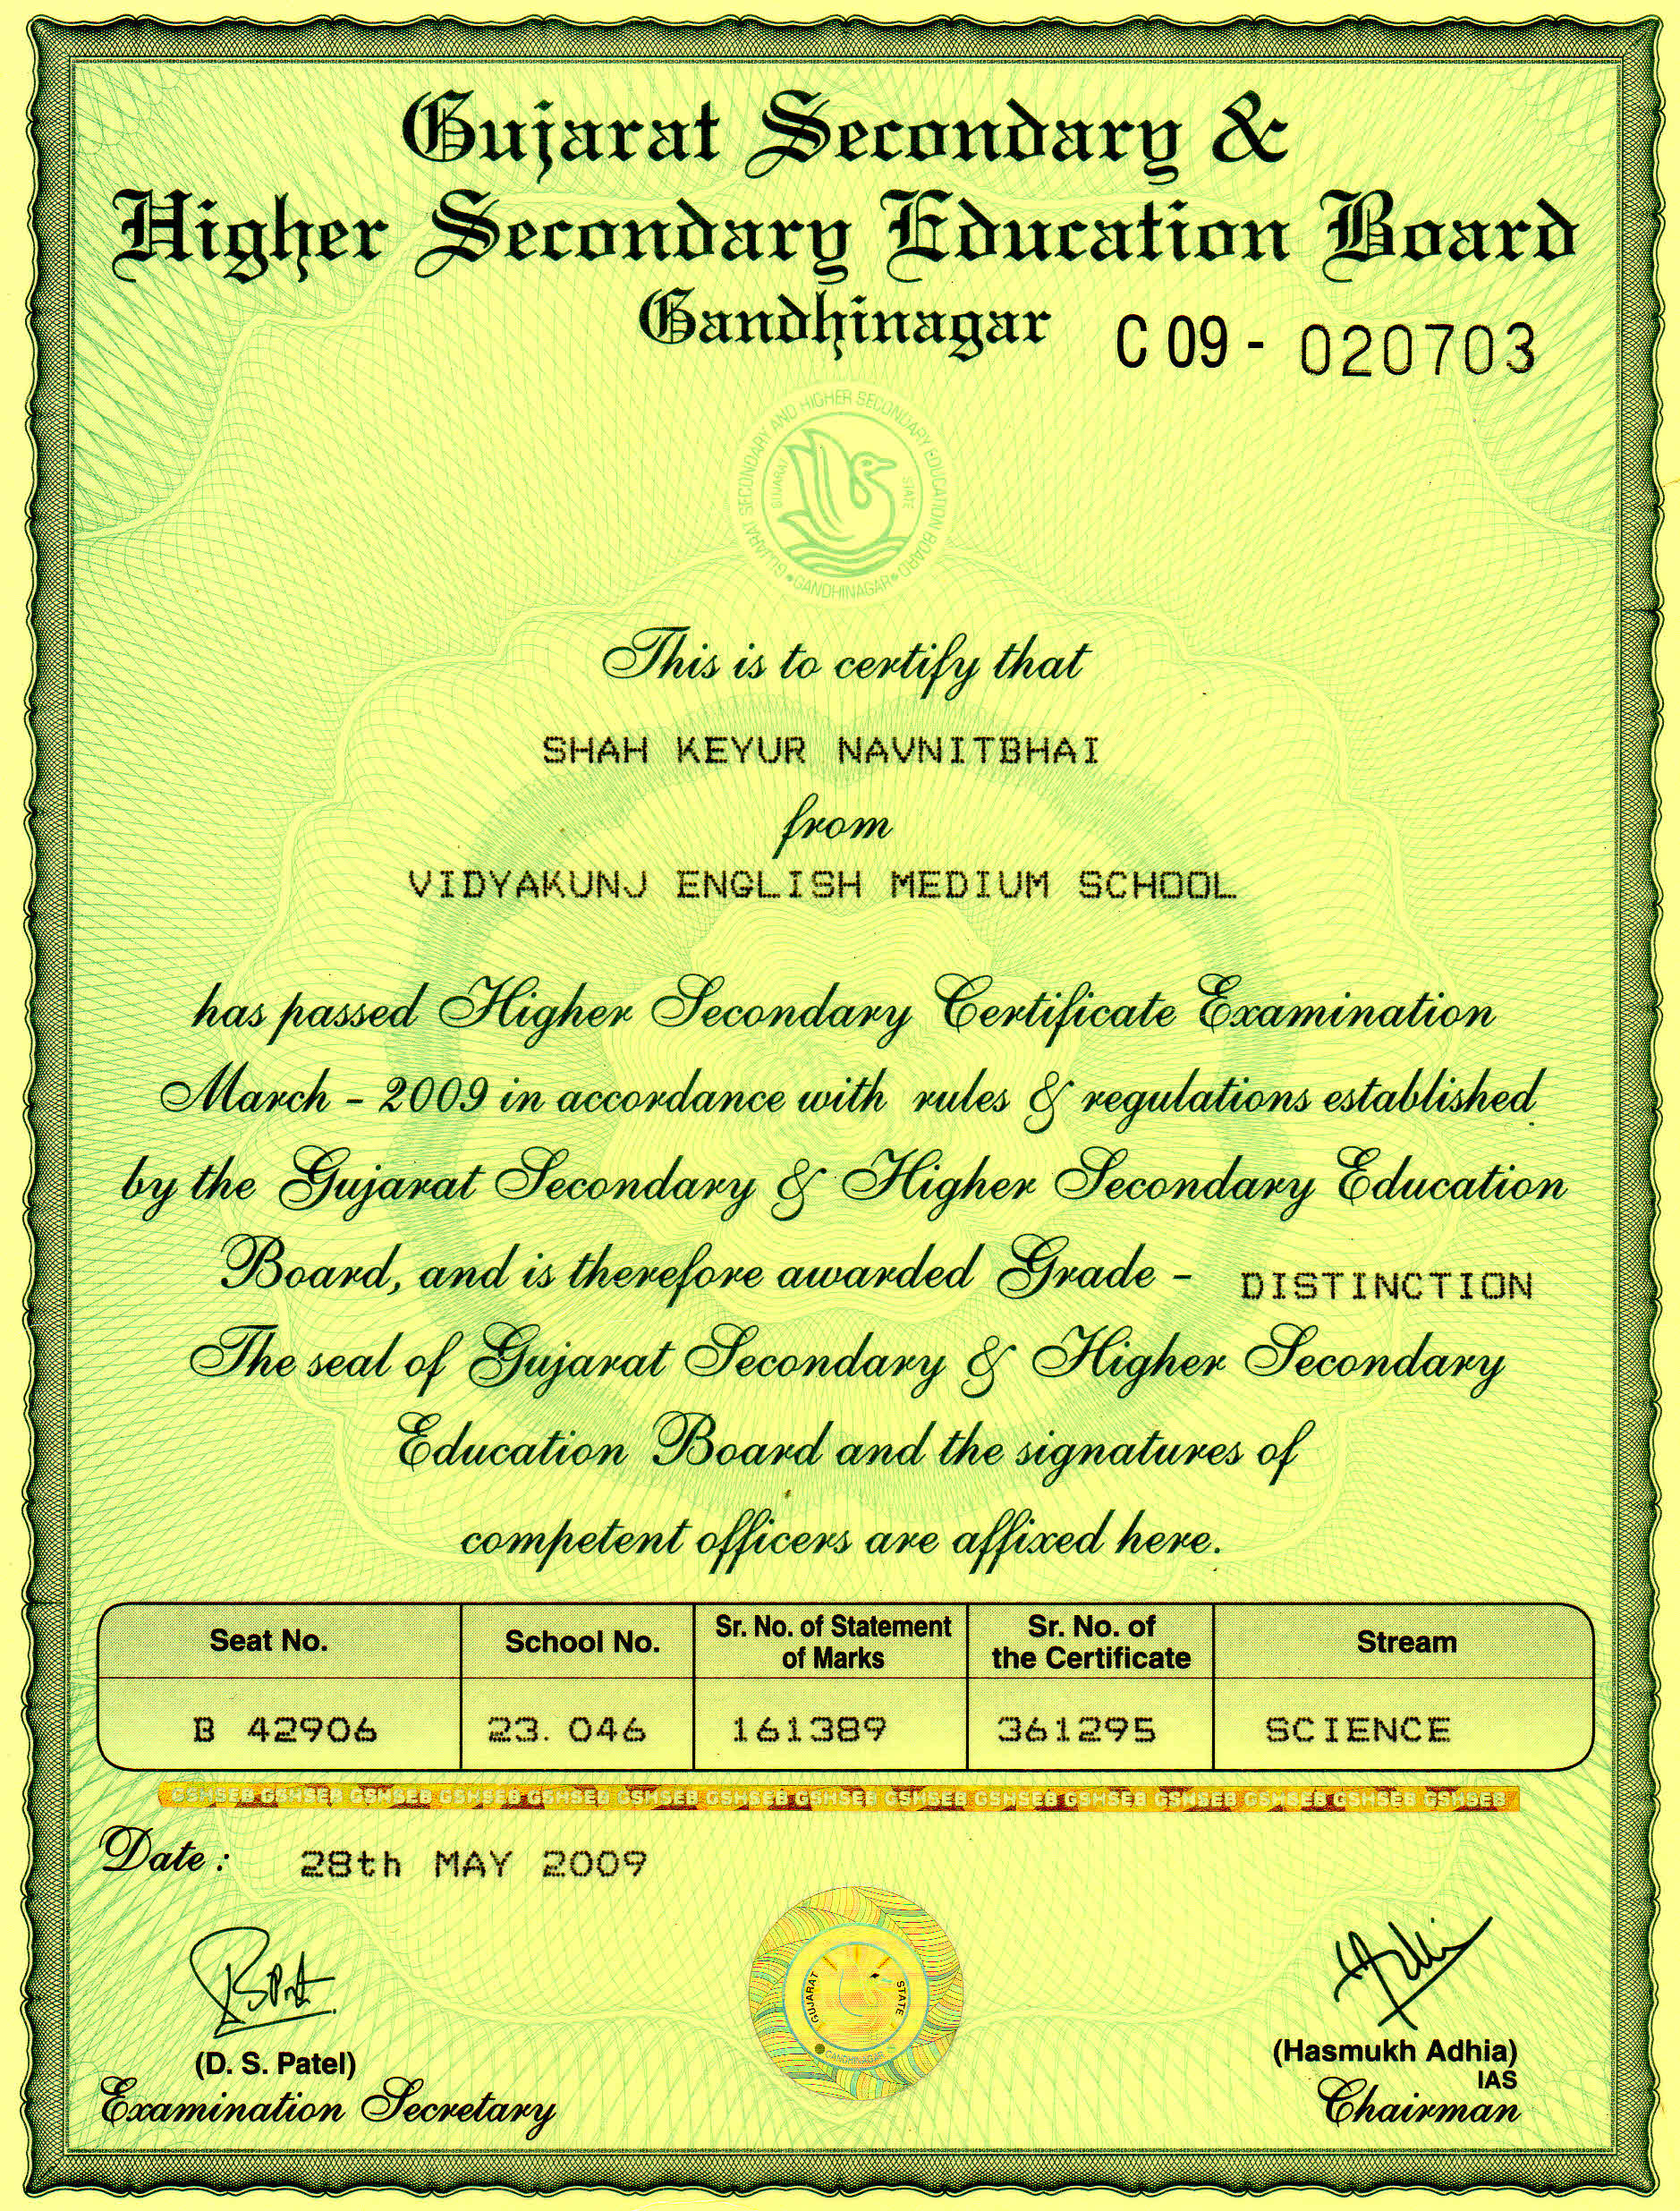 Gujarat Secondary &
Higher Secondary Education Board
Gandhinagar C 09 - 020703
GUJARAT SECONDARY AND HIGHER SECONDARY EDUCATION BOARD
GUJARAT STATE
• GANDHINAGAR •
This is to certify that
SHAH KEYUR NAVNITBHAI
from
VIDYAKUNJ ENGLISH MEDIUM SCHOOL
has passed Higher Secondary Certificate Examination
March - 2009 in accordance with rules & regulations established
by the Gujarat Secondary & Higher Secondary Education
Board, and is therefore awarded Grade - DISTINCTION
The seal of Gujarat Secondary & Higher Secondary
Education Board and the signatures of
competent officers are affixed here.
Seat No. School No. Sr. No. of Statement of Marks Sr. No. of the Certificate Stream
B 42906 23. 046 161389 361295 SCIENCE
GSHSEB GSHSEB GSHSEB GSHSEB GSHSEB GSHSEB GSHSEB GSHSEB GSHSEB GSHSEB GSHSEB GSHSEB GSHSEB GSHSEB GSHSEB
Date : 28th MAY 2009
GUJARAT STATE
GANDHINAGAR
(D. S. Patel) (Hasmukh Adhia)
IAS
Examination Secretary Chairman